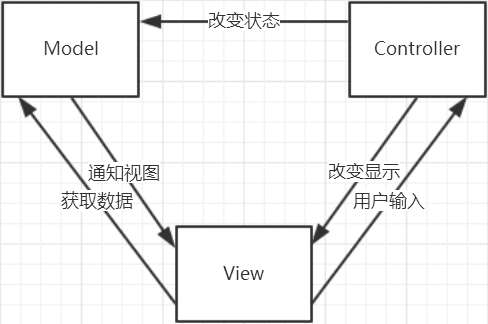 改变状态
Model
Controller
通知视图
改变显示
获取数据
用户输入
View